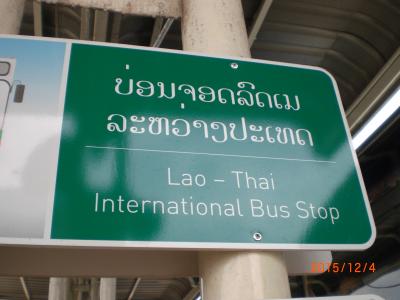 ບ່ອນຈອດລົດເມ
ລະຫວ່າງປະເທດ
Lao – Thai
International Bus Stop
2015/12/4